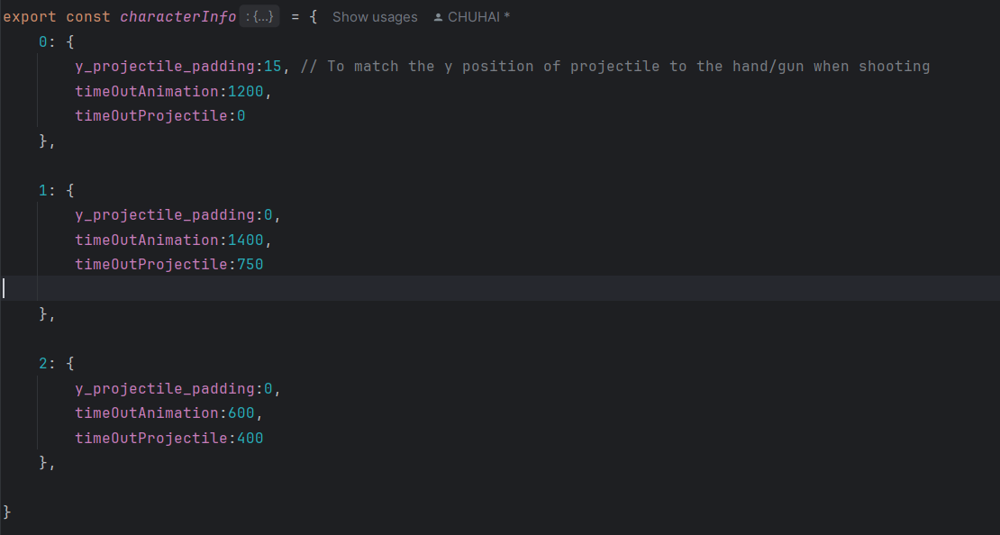 export const characterInfo : {...} = { Show usages CHUHAI *
0: {
y_projectile_padding:15, // To match the y position of projectile to the hand/gun when shooting
timeOutAnimation:1200,
timeOutProjectile:0
},
1: {
y_projectile_padding:0,
timeOutAnimation:1400,
timeOutProjectile:750
},
2: {
y_projectile_padding:0,
timeOutAnimation:600,
timeOutProjectile:400
},
}